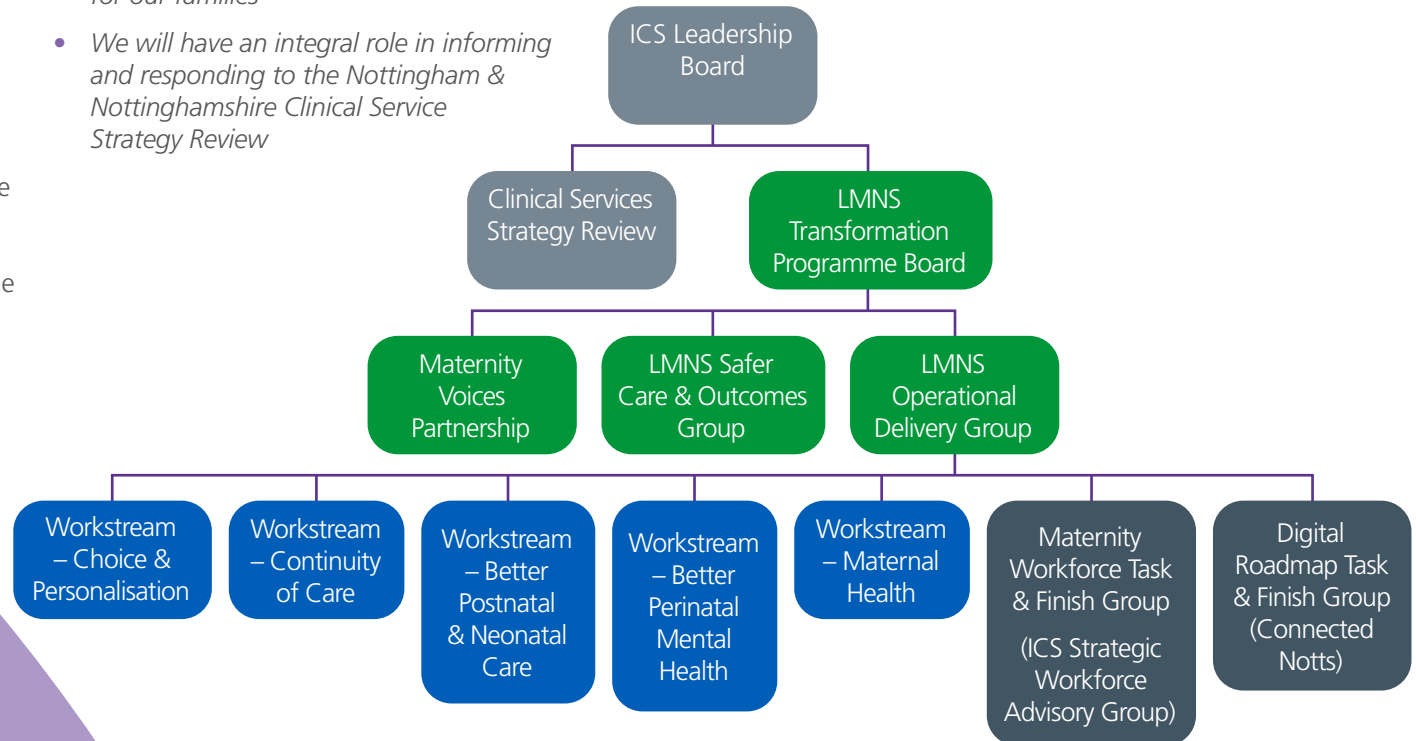 for our families
• We will have an integral role in informing
and responding to the Nottingham &
Nottinghamshire Clinical Service
Strategy Review
e
e
ICS Leadership
Board
Clinical Services
Strategy Review
LMNS
Transformation
Programme Board
Maternity
Voices
Partnership
LMNS Safer
Care & Outcomes
Group
LMNS
Operational
Delivery Group
Workstream
– Choice &
Personalisation
Workstream
– Continuity
of Care
Workstream
– Better
Postnatal
& Neonatal
Care
Workstream
– Better
Perinatal
Mental
Health
Workstream
– Maternal
Health
Maternity
Workforce Task
& Finish Group
(ICS Strategic
Workforce
Advisory Group)
Digital
Roadmap Task
& Finish Group
(Connected
Notts)